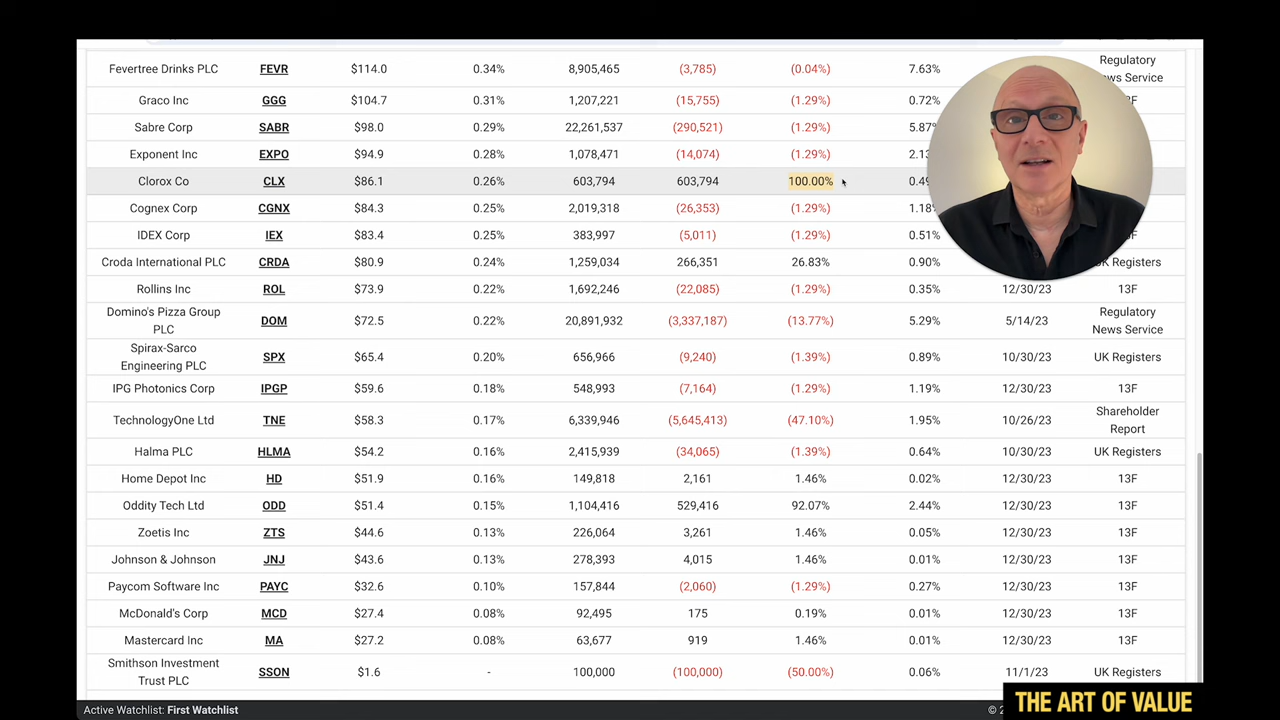 Fevertree Drinks PLC FEVR $114.0 0.34% 8,905,465 (3,785) (0.04%) 7.63% Regulatory
News Service
Graco Inc GGG $104.7 0.31% 1,207,221 (15,755) (1.29%) 0.72%
Sabre Corp SABR $98.0 0.29% 22,261,537 (290,521) (1.29%) 5.87%
Exponent Inc EXPO $94.9 0.28% 1,078,471 (14,074) (1.29%)
Clorox Co CLX $86.1 0.26% 603,794 603,794 100.00%
Cognex Corp CGNX $84.3 0.25% 2,019,318 (26,353) (1.29%) 1.18%
IDEX Corp IEX $83.4 0.25% 383,997 (5,011) (1.29%) 0.51%
Croda International PLC CRDA $80.9 0.24% 1,259,034 266,351 26.83% 0.90% UK Registers
Rollins Inc ROL $73.9 0.22% 1,692,246 (22,085) (1.29%) 0.35% 12/30/23 13F
Domino's Pizza Group
PLC DOM $72.5 0.22% 20,891,932 (3,337,187) (13.77%) 5.29% 5/14/23 Regulatory
News Service
Spirax-Sarco
Engineering PLC SPX $65.4 0.20% 656,966 (9,240) (1.39%) 0.89% 10/30/23 UK Registers
IPG Photonics Corp IPGP $59.6 0.18% 548,993 (7,164) (1.29%) 1.19% 12/30/23 13F
TechnologyOne Ltd TNE $58.3 0.17% 6,339,946 (5,645,413) (47.10%) 1.95% 10/26/23 Shareholder
Report
Halma PLC HLMA $54.2 0.16% 2,415,939 (34,065) (1.39%) 0.64% 10/30/23 UK Registers
Home Depot Inc HD $51.9 0.16% 149,818 2,161 1.46% 0.02% 12/30/23 13F
Oddity Tech Ltd ODD $51.4 0.15% 1,104,416 529,416 92.07% 2.44% 12/30/23 13F
Zoetis Inc ZTS $44.6 0.13% 226,064 3,261 1.46% 0.05% 12/30/23 13F
Johnson & Johnson JNJ $43.6 0.13% 278,393 4,015 1.46% 0.01% 12/30/23 13F
Paycom Software Inc PAYC $32.6 0.10% 157,844 (2,060) (1.29%) 0.27% 12/30/23 13F
McDonald's Corp MCD $27.4 0.08% 92,495 175 0.19% 0.01% 12/30/23 13F
Mastercard Inc MA $27.2 0.08% 63,677 919 1.46% 0.01% 12/30/23 13F
Smithson Investment
Trust PLC SSON $1.6 - 100,000 (100,000) (50.00%) 0.06% 11/1/23 UK Registers
Active Watchlist: First Watchlist ©
THE ART OF VALUE